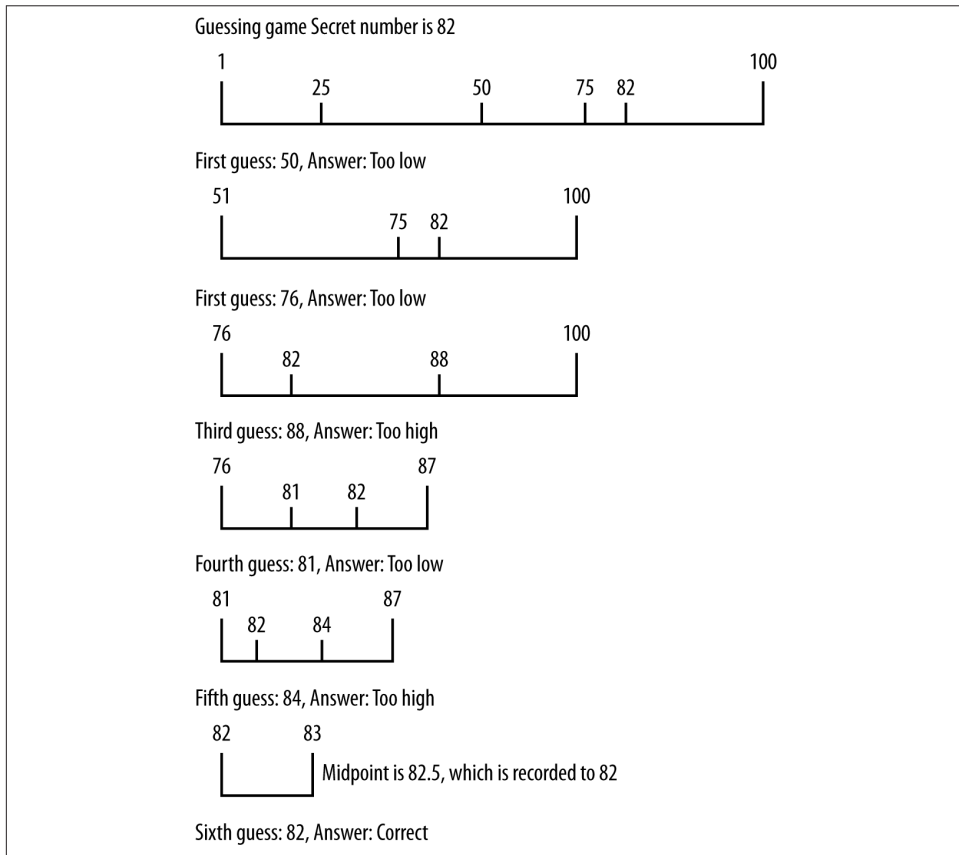 Guessing game Secret number is 82
1 100
25 50 75 82
First guess: 50, Answer: Too low
51 100
75 82
First guess: 76, Answer: Too low
76 100
82 88
Third guess: 88, Answer: Too high
76 87
81 82
Fourth guess: 81, Answer: Too low
81 87
82 84
Fifth guess: 84, Answer: Too high
82 83
Midpoint is 82.5, which is recorded to 82
Sixth guess: 82, Answer: Correct